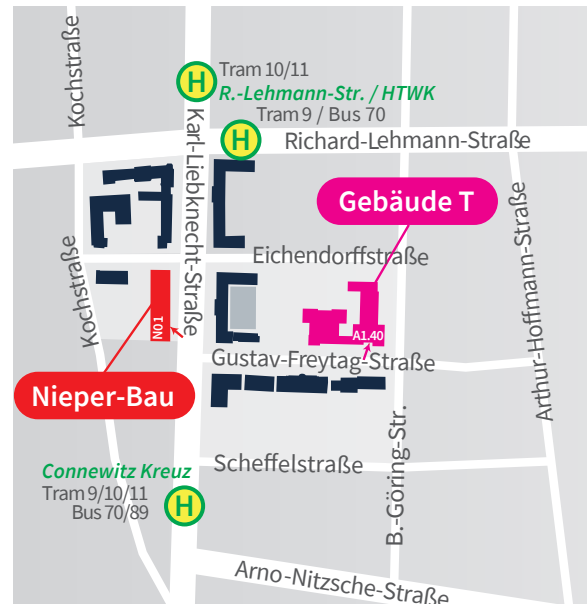 Kochstraße
H
Tram 10/11
R.-Lehmann-Str. / HTWK
Tram 9 / Bus 70
H
Richard-Lehmann-Straße
Karl-Liebknecht-Straße
Gebäude T
Eichendorffstraße
Kochstraße
Arthur-Hoffmann-Straße
N01
A1.40
Gustav-Freytag-Straße
Nieper-Bau
B.-Göring-Str.
Scheffelstraße
Connewitz Kreuz
Tram 9/10/11
Bus 70/89
H
Arno-Nitzsche-Straße